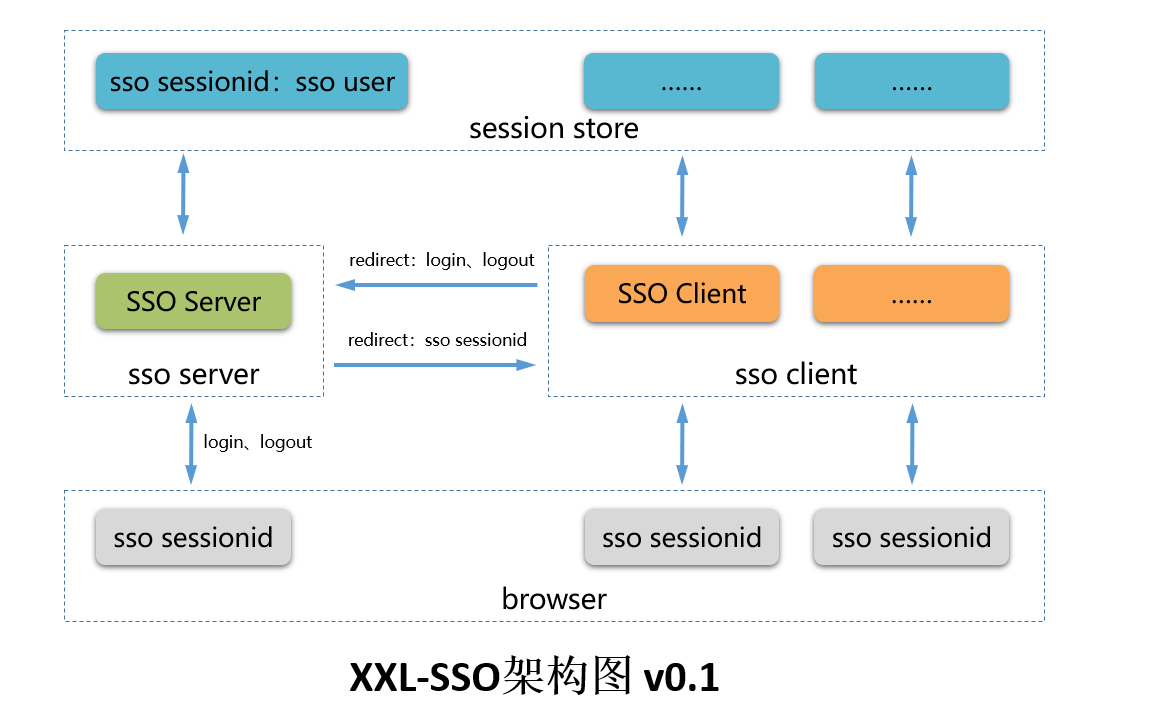 sso sessionid：sso user
......
......
session store
redirect：login、logout
SSO Server
SSO Client
......
redirect：sso sessionid
sso server
sso client
login、logout
sso sessionid
sso sessionid
sso sessionid
browser
XXL-SSO架构图 v0.1